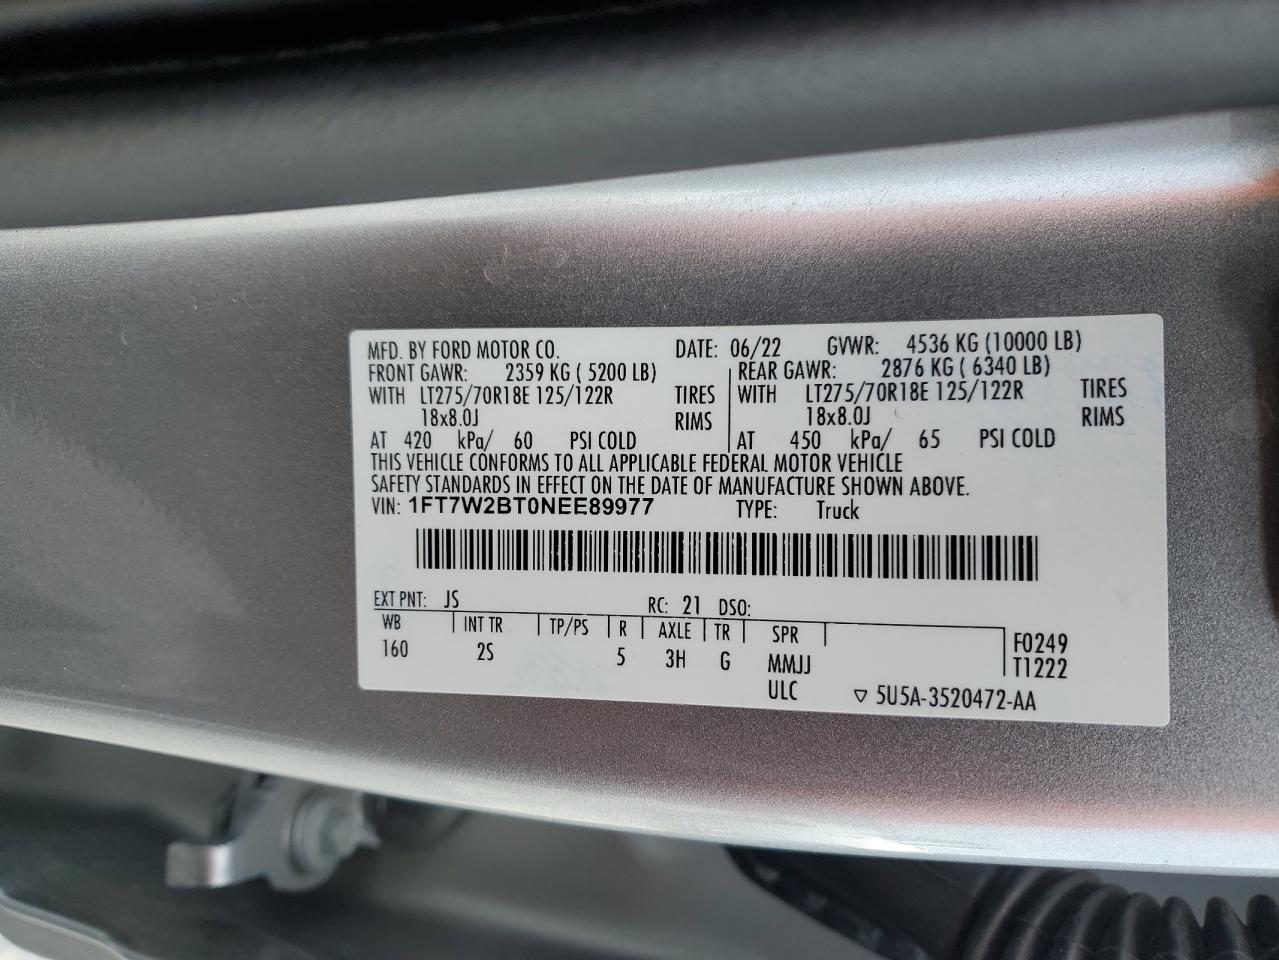 MFD. BY FORD MOTOR CO. DATE: 06/22 GVWR: 4536 KG (10000 LB)
FRONT GAWR: 2359 KG ( 5200 LB) REAR GAWR: 2876 KG ( 6340 LB)
WITH LT275/70R18E 125/122R TIRES WITH LT275/70R18E 125/122R TIRES
18x8.0J RIMS 18x8.0J RIMS
AT 420 kPa/ 60 PSI COLD AT 450 kPa/ 65 PSI COLD
THIS VEHICLE CONFORMS TO ALL APPLICABLE FEDERAL MOTOR VEHICLE
SAFETY STANDARDS IN EFFECT ON THE DATE OF MANUFACTURE SHOWN ABOVE.
VIN: 1FT7W2BT0NEE89977 TYPE: Truck
EXT PNT: JS RC: 21 DSO:
WB INT TR TP/PS R AXLE TR SPR F0249
160 2S 5 3H G MMJJ T1222
ULC ▽ 5U5A-3520472-AA